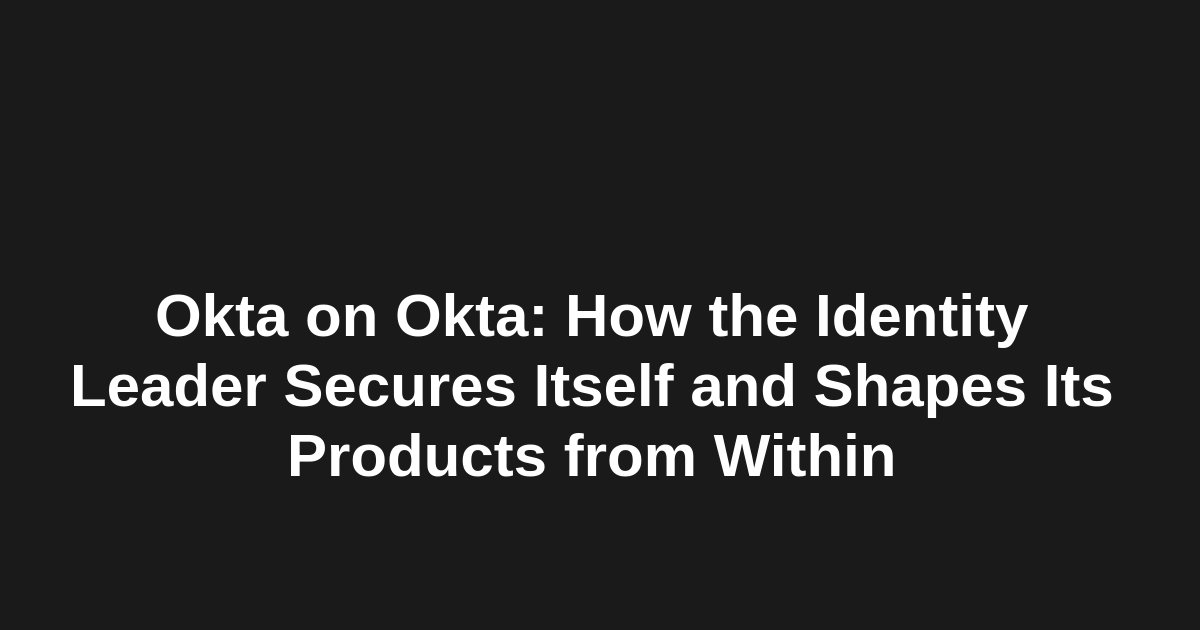 Okta on Okta: How the Identity
Leader Secures Itself and Shapes Its
Products from Within